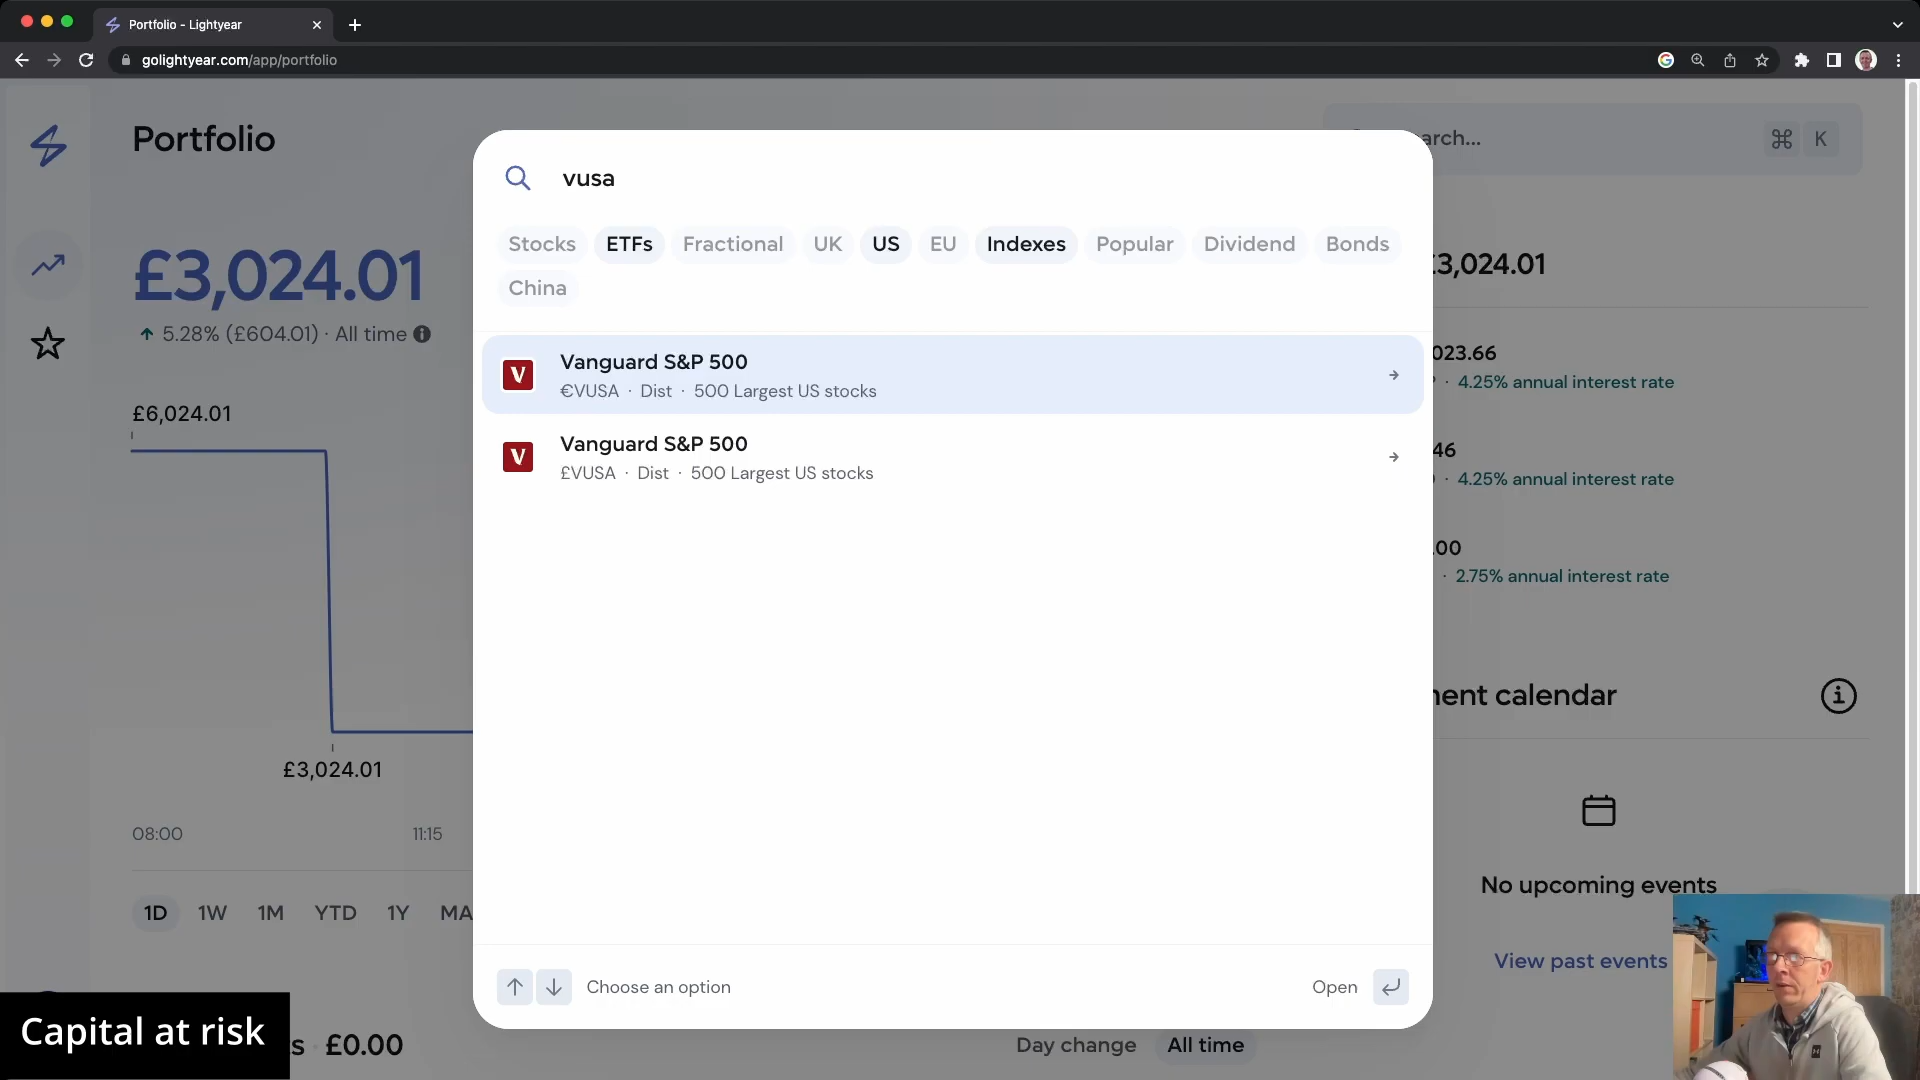 Portfolio - Lightyear
golightyear.com/app/portfolio
Portfolio
£3,024.01
5.28% (£604.01) · All time
£6,024.01
£3,024.01
08:00
11:15
1D 1W 1M YTD 1Y MA
s · £0.00
Capital at risk
vusa
Stocks ETFs Fractional UK US EU Indexes Popular Dividend Bonds
China
Vanguard S&P 500
€VUSA · Dist · 500 Largest US stocks
Vanguard S&P 500
£VUSA · Dist · 500 Largest US stocks
Choose an option
Open
Day change All time
arch...
⌘ K
£3,024.01
023.66
· 4.25% annual interest rate
46
· 4.25% annual interest rate
.00
· 2.75% annual interest rate
ment calendar
No upcoming events
View past events